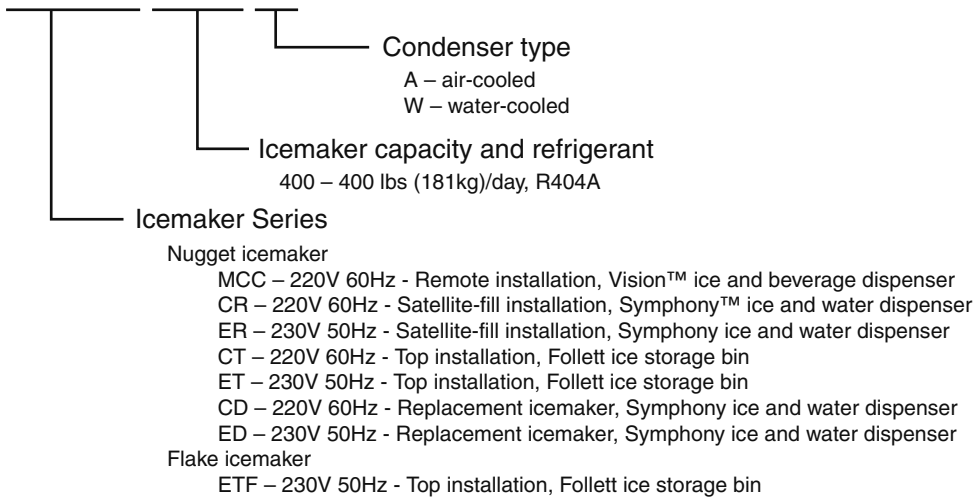 Condenser type
A – air-cooled
W – water-cooled
Icemaker capacity and refrigerant
400 – 400 lbs (181kg)/day, R404A
Icemaker Series
Nugget icemaker
MCC – 220V 60Hz - Remote installation, Vision™ ice and beverage dispenser
CR – 220V 60Hz - Satellite-fill installation, Symphony™ ice and water dispenser
ER – 230V 50Hz - Satellite-fill installation, Symphony ice and water dispenser
CT – 220V 60Hz - Top installation, Follett ice storage bin
ET – 230V 50Hz - Top installation, Follett ice storage bin
CD – 220V 60Hz - Replacement icemaker, Symphony ice and water dispenser
ED – 230V 50Hz - Replacement icemaker, Symphony ice and water dispenser
Flake icemaker
ETF – 230V 50Hz - Top installation, Follett ice storage bin